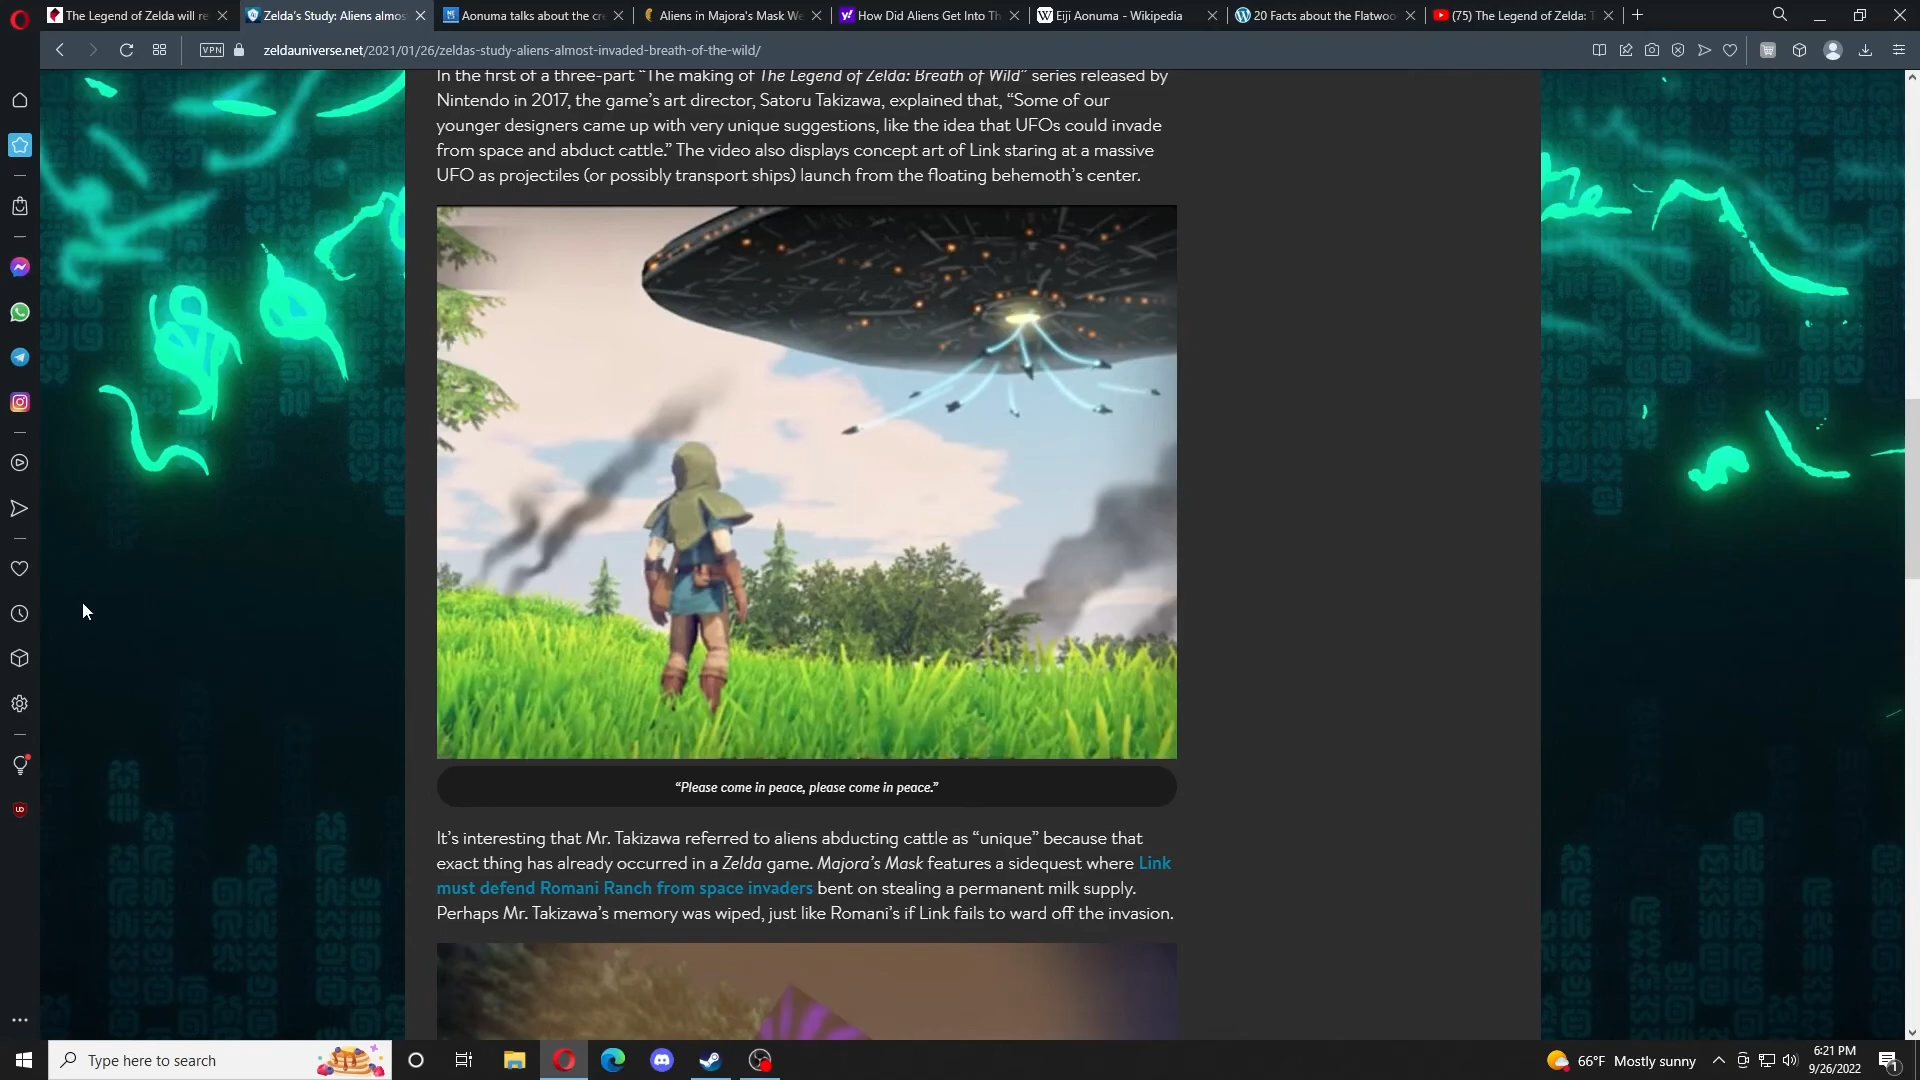 The Legend of Zelda will re
Zelda's Study: Aliens almos
Aonuma talks about the cre
Aliens in Majora's Mask We
How Did Aliens Get Into Th
Eiji Aonuma - Wikipedia
20 Facts about the Flatwoo
(75) The Legend of Zelda: T
VPN
zeldauniverse.net/2021/01/26/zeldas-study-aliens-almost-invaded-breath-of-the-wild/
In the first of a three-part “The making of The Legend of Zelda: Breath of Wild” series released by
Nintendo in 2017, the game’s art director, Satoru Takizawa, explained that, “Some of our
younger designers came up with very unique suggestions, like the idea that UFOs could invade
from space and abduct cattle.” The video also displays concept art of Link staring at a massive
UFO as projectiles (or possibly transport ships) launch from the floating behemoth’s center.
“Please come in peace, please come in peace.”
It’s interesting that Mr. Takizawa referred to aliens abducting cattle as “unique” because that
exact thing has already occurred in a Zelda game. Majora’s Mask features a sidequest where Link
must defend Romani Ranch from space invaders bent on stealing a permanent milk supply.
Perhaps Mr. Takizawa’s memory was wiped, just like Romani’s if Link fails to ward off the invasion.
Type here to search
66°F Mostly sunny
6:21 PM
9/26/2022
1